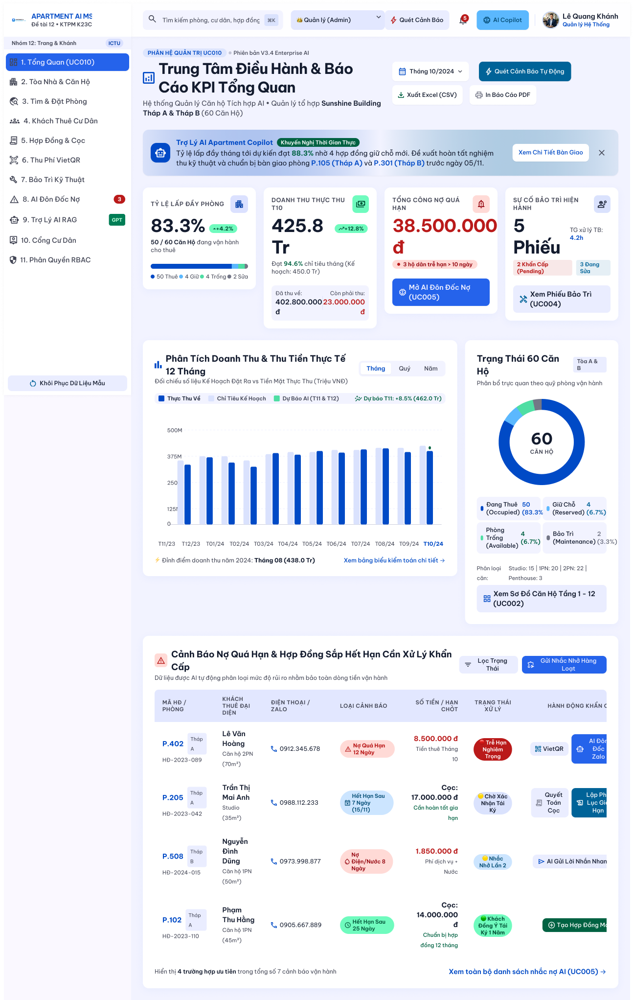 APARTMENT AI MS
Đề tài 12 • KTPM K23C
Nhóm 12: Trang & Khánh
ICTU
1. Tổng Quan (UC010)
2. Tòa Nhà & Căn Hộ
3. Tìm & Đặt Phòng
4. Khách Thuê Cư Dân
5. Hợp Đồng & Cọc
6. Thu Phí VietQR
7. Bảo Trì Kỹ Thuật
8. AI Đôn Đốc Nợ
3
9. Trợ Lý AI RAG
GPT
10. Cổng Cư Dân
11. Phân Quyền RBAC
Khôi Phục Dữ Liệu Mẫu
Tìm kiếm phòng, cư dân, hợp đồng
⌘K
Quản lý (Admin)
Quét Cảnh Báo
5
AI Copilot
Lê Quang Khánh
Quản lý Hệ Thống
PHÂN HỆ QUẢN TRỊ UC010
Phiên bản V3.4 Enterprise AI
Trung Tâm Điều Hành & Báo
Cáo KPI Tổng Quan
Hệ thống Quản lý Căn hộ Tích hợp AI • Quản lý tổ hợp Sunshine Building
Tháp A & Tháp B (60 Căn Hộ)
Tháng 10/2024
Quét Cảnh Báo Tự Động
Xuất Excel (CSV)
In Báo Cáo PDF
Trợ Lý AI Apartment Copilot
Khuyến Nghị Thời Gian Thực
Tỷ lệ lấp đầy tháng tới dự kiến đạt 88.3% nhờ 4 hợp đồng giữ chỗ mới. Đề xuất hoàn tất nghiệm
thu kỹ thuật và chuẩn bị bàn giao phòng P.105 (Tháp A) và P.301 (Tháp B) trước ngày 05/11.
Xem Chi Tiết Bàn Giao
TỶ LỆ LẤP ĐẦY PHÒNG
83.3%
+4.2%
50 / 60 Căn Hộ đang vận hành
cho thuê
50 Thuê
4 Giữ
4 Trống
2 Sửa
DOANH THU THỰC THU
T10
425.8
Tr
+12.8%
Đạt 94.6% chỉ tiêu tháng (Kế
hoạch: 450.0 Tr)
Đã thu về:
402.800.000
đ
Còn phải thu:
23.000.000
đ
TỔNG CÔNG NỢ QUÁ
HẠN
38.500.000
đ
3 hộ dân trễ hạn > 10 ngày
Mở AI Đôn Đốc Nợ
(UC005)
SỰ CỐ BẢO TRÌ HIỆN
HÀNH
5
Phiếu
TG xử lý TB:
4.2h
2 Khẩn Cấp
(Pending)
3 Đang
Sửa
Xem Phiếu Bảo Trì
(UC004)
Phân Tích Doanh Thu & Thu Tiền Thực Tế
12 Tháng
Đối chiếu số liệu Kế Hoạch Đặt Ra vs Tiền Mặt Thực Thu (Triệu VNĐ)
Tháng
Quý
Năm
Thực Thu Về
Chỉ Tiêu Kế Hoạch
Dự Báo AI (T11 & T12)
Dự báo T11: +8.5% (462.0 Tr)
500M
375M
250
125M
0
T11/23
T12/23
T01/24
T02/24
T03/24
T04/24
T05/24
T06/24
T07/24
T08/24
T09/24
T10/24
Đỉnh điểm doanh thu năm 2024: Tháng 08 (438.0 Tr)
Xem bảng biểu kiểm toán chi tiết →
Trạng Thái 60 Căn
Hộ
Tòa A &
B
Phân bổ trực quan theo quỹ phòng vận hành
60
CĂN HỘ
Đang Thuê
(Occupied)
50
(83.3%
Giữ Chỗ
(Reserved)
4
(6.7%)
Phòng
Trống
(Available)
4
(6.7%)
Bảo Trì
(Maintenance)
2
(3.3%)
Phân loại
căn:
Studio: 15 | 1PN: 20 | 2PN: 22 |
Penthouse: 3
Xem Sơ Đồ Căn Hộ Tầng 1 - 12
(UC002)
Cảnh Báo Nợ Quá Hạn & Hợp Đồng Sắp Hết Hạn Cần Xử Lý Khẩn
Cấp
Dữ liệu được AI tự động phân loại mức độ rủi ro nhằm bảo toàn dòng tiền vận hành
Lọc Trạng
Thái
Gửi Nhắc Nhở Hàng
Loạt
MÃ HĐ /
PHÒNG
KHÁCH
THUÊ ĐẠI
DIỆN
ĐIỆN THOẠI /
ZALO
LOẠI CẢNH BÁO
SỐ TIỀN / HẠN
CHÓT
TRẠNG THÁI
XỬ LÝ
HÀNH ĐỘNG KHẨN C
P.402
Tháp
A
HĐ-2023-089
Lê Văn
Hoàng
Căn hộ 2PN
(70m²)
0912.345.678
Nợ Quá Hạn
12 Ngày
8.500.000 đ
Tiền thuê Tháng
10
Trễ Hạn
Nghiêm
Trọng
VietQR
AI Đôn
Đốc
Zalo
P.205
Tháp
A
HĐ-2023-042
Trần Thị
Mai Anh
Studio
(35m²)
0988.112.233
Hết Hạn Sau
7 Ngày
(15/11)
Cọc:
17.000.000 đ
Cần hoàn tất gia
hạn
Chờ Xác
Nhận Tái
Ký
Quyết
Toán
Cọc
Lập Ph
Lục Gia
Hạn
P.508
Tháp
B
HĐ-2024-015
Nguyễn
Đình
Dũng
Căn hộ 1PN
(50m²)
0973.998.877
Nợ
Điện/Nước 8
Ngày
1.850.000 đ
Phí dịch vụ +
Nước
Nhắc
Nhở Lần 2
AI Gửi Lời Nhắn Nhan
P.102
Tháp
A
HĐ-2023-110
Phạm
Thu Hằng
Căn hộ 1PN
(45m²)
0905.667.889
Hết Hạn Sau
25 Ngày
Cọc:
14.000.000
đ
Chuẩn bị hợp
đồng 12 tháng
Khách
Đồng Ý Tái
Ký 1 Năm
Tạo Hợp Đồng Mớ
Hiển thị 4 trường hợp ưu tiên trong tổng số 7 cảnh báo vận hành
Xem toàn bộ danh sách nhắc nợ AI (UC005) →